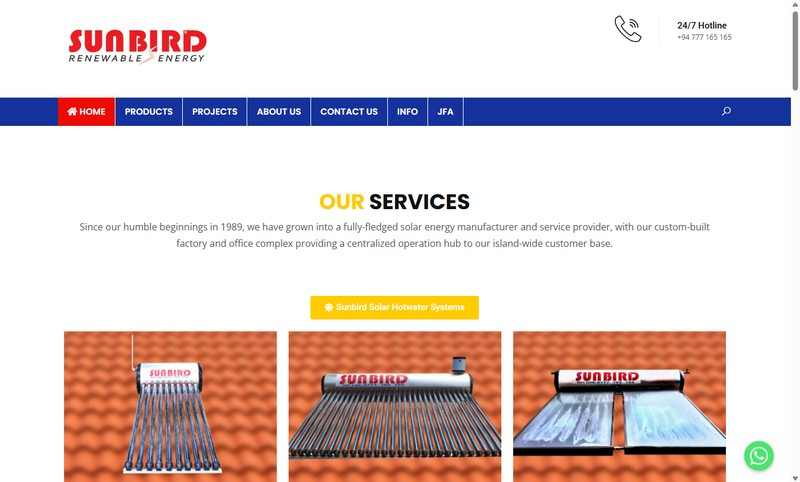 SUNBIRD
RENEWABLE ENERGY
24/7 Hotline
+94 777 165 165
HOME PRODUCTS PROJECTS ABOUT US CONTACT US INFO JFA
OUR SERVICES
Since our humble beginnings in 1989, we have grown into a fully-fledged solar energy manufacturer and service provider, with our custom-built
factory and office complex providing a centralized operation hub to our island-wide customer base.
Sunbird Solar Hotwater Systems
SUNBIRD
SUNBIRD
SUNBIRD